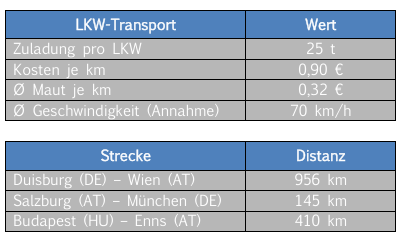 LKW-Transport Wert
Zuladung pro LKW 25 t
Kosten je km 0,90 €
Ø Maut je km 0,32 €
Ø Geschwindigkeit (Annahme) 70 km/h
Strecke Distanz
Duisburg (DE) – Wien (AT) 956 km
Salzburg (AT) – München (DE) 145 km
Budapest (HU) – Enns (AT) 410 km